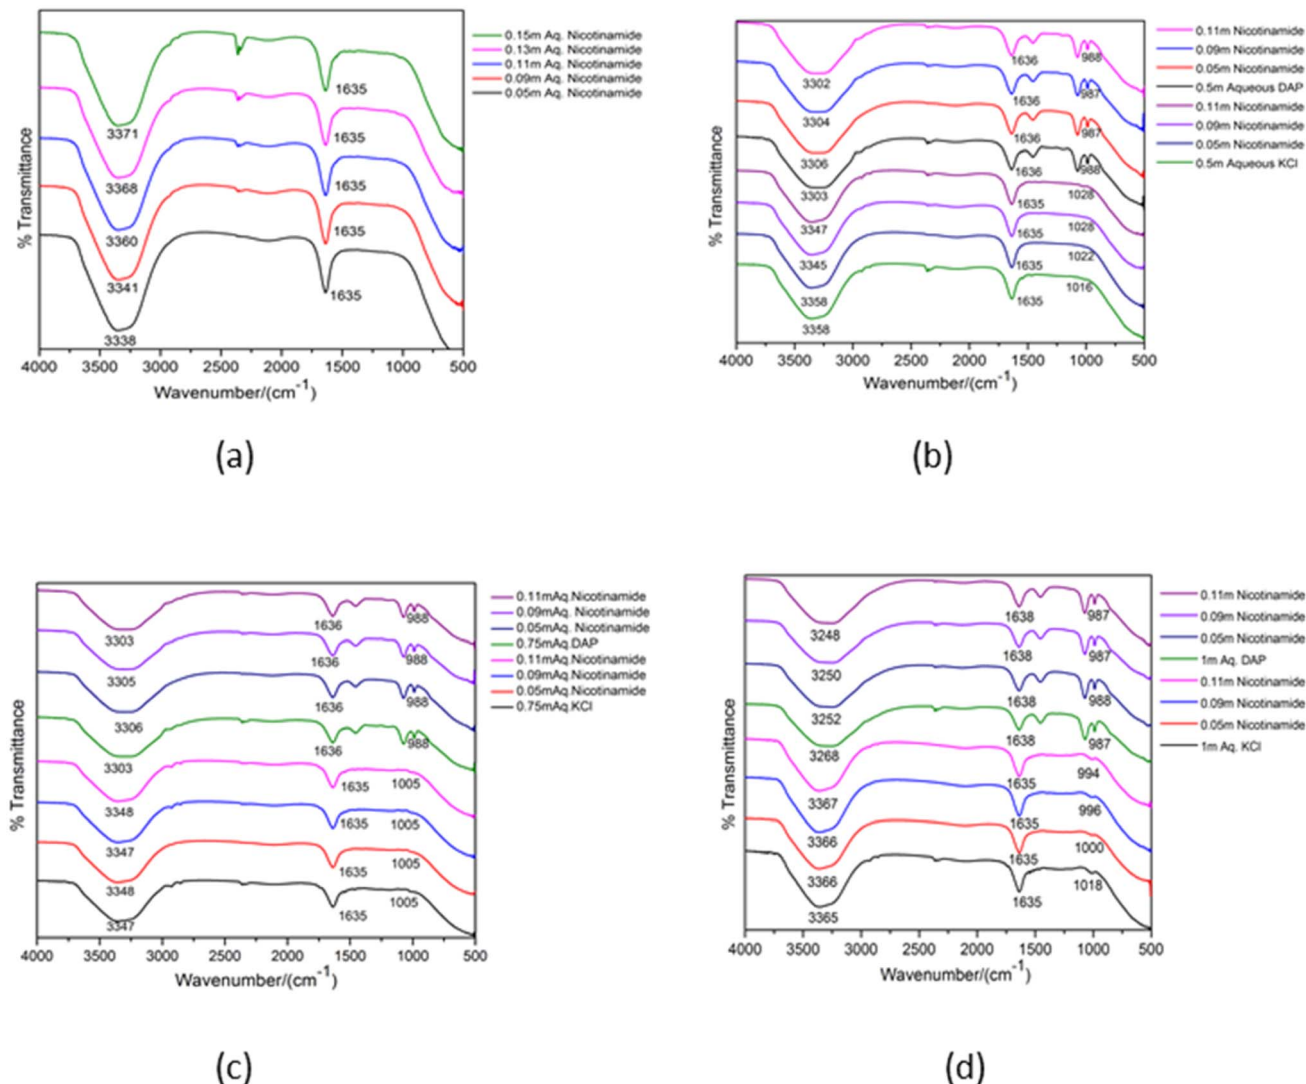 0.15m Aq. Nicotinamide
0.13m Aq. Nicotinamide
0.11m Aq. Nicotinamide
0.09m Aq. Nicotinamide
0.05m Aq. Nicotinamide
% Transmittance
3371
1635
3368
1635
3360
1635
3341
1635
3338
1635
4000 3500 3000 2500 2000 1500 1000 500
Wavenumber/(cm-1)
(a)
0.11m Nicotinamide
0.09m Nicotinamide
0.05m Nicotinamide
0.5m Aqueous DAP
0.11m Nicotinamide
0.09m Nicotinamide
0.05m Nicotinamide
0.5m Aqueous KCl
% Transmittance
3302 1636 988
3304 1636 987
3306 1636 987
3303 1636 988
3347 1635 1028
3345 1635 1028
3358 1635 1022
3358 1635 1016
4000 3500 3000 2500 2000 1500 1000 500
Wavenumber/(cm-1)
(b)
0.11mAq.Nicotinamide
0.09mAq. Nicotinamide
0.05mAq. Nicotinamide
0.75mAq.DAP
0.11mAq.Nicotinamide
0.09mAq.Nicotinamide
0.05mAq.Nicotinamide
0.75mAq.KCl
% Transmittance
3303 1636 988
3305 1636 988
3306 1636 988
3303 1636 988
3348 1635 1005
3347 1635 1005
3348 1635 1005
3347 1635 1005
4000 3500 3000 2500 2000 1500 1000 500
Wavenumber/(cm-1)
(c)
0.11m Nicotinamide
0.09m Nicotinamide
0.05m Nicotinamide
1m Aq. DAP
0.11m Nicotinamide
0.09m Nicotinamide
0.05m Nicotinamide
1m Aq. KCl
% Transmittance
3248 1638 987
3250 1638 987
3252 1638 988
3268 1638 987
3367 1635 994
3366 1635 996
3366 1635 1000
3365 1635 1018
4000 3500 3000 2500 2000 1500 1000 500
Wavenumber/(cm-1)
(d)